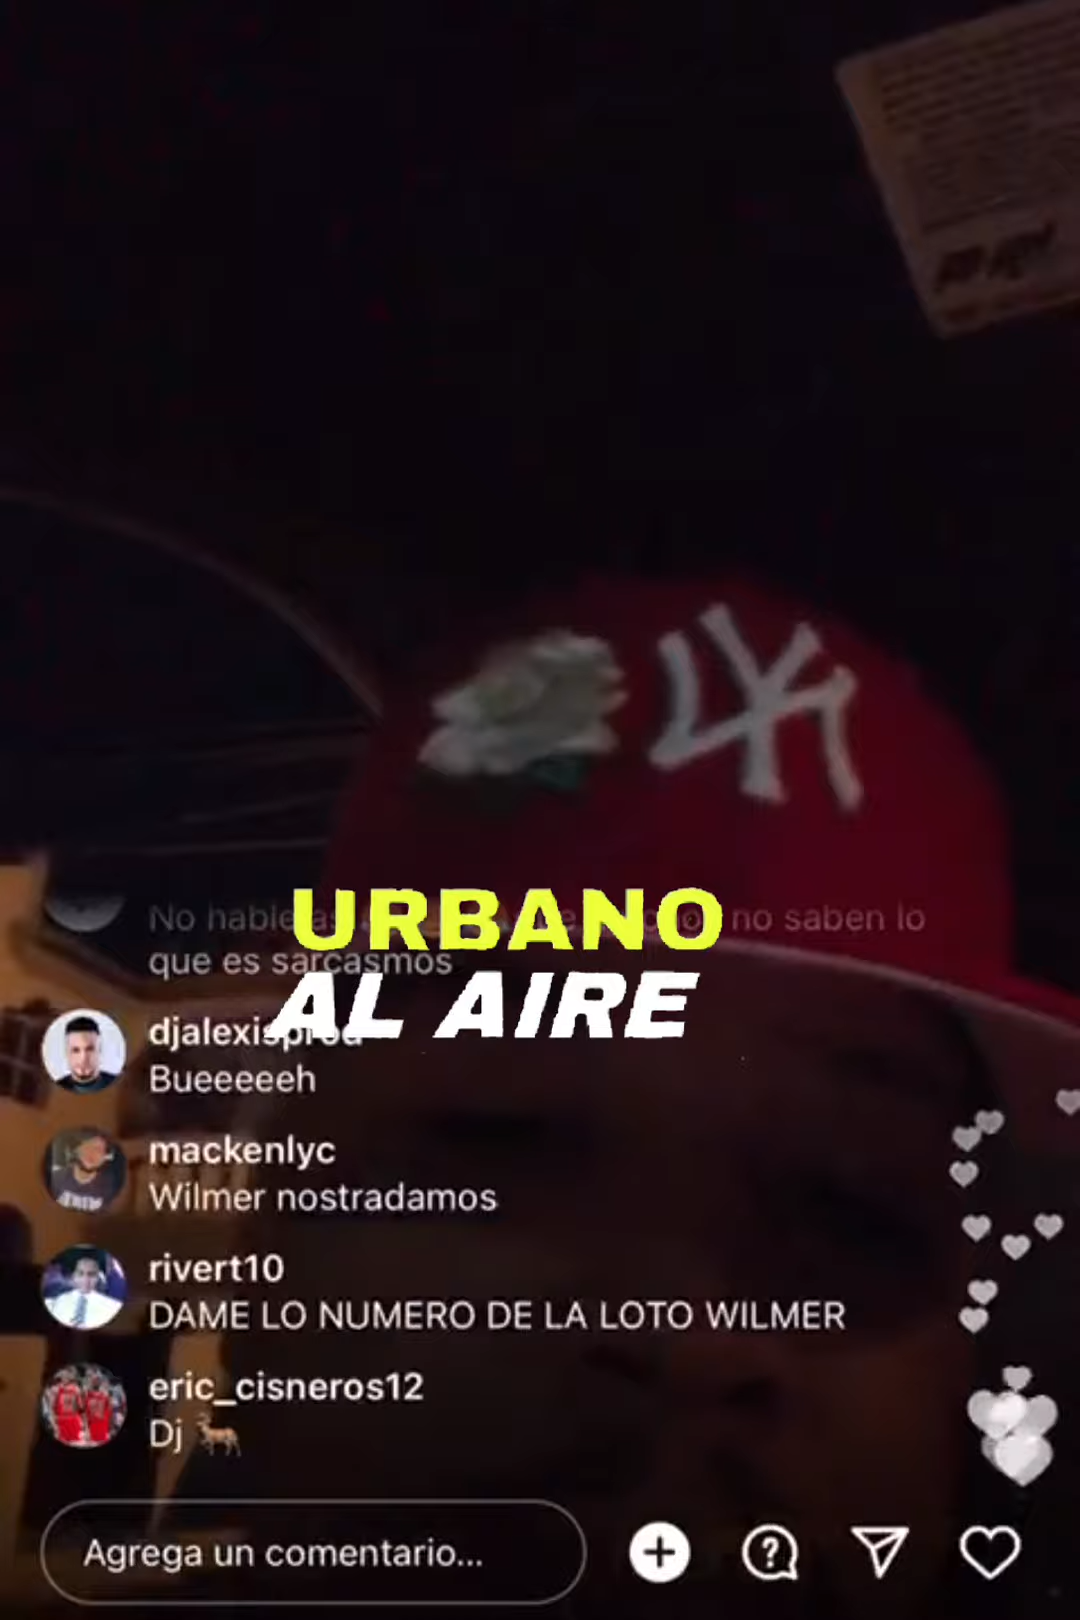 NY
URBANO
AL AIRE
no saben lo
que es sarcasmos
Bueeeeeh
mackenlyc
Wilmer nostradamos
rivert10
DAME LO NUMERO DE LA LOTO WILMER
eric_cisneros12
Dj
Agrega un comentario...